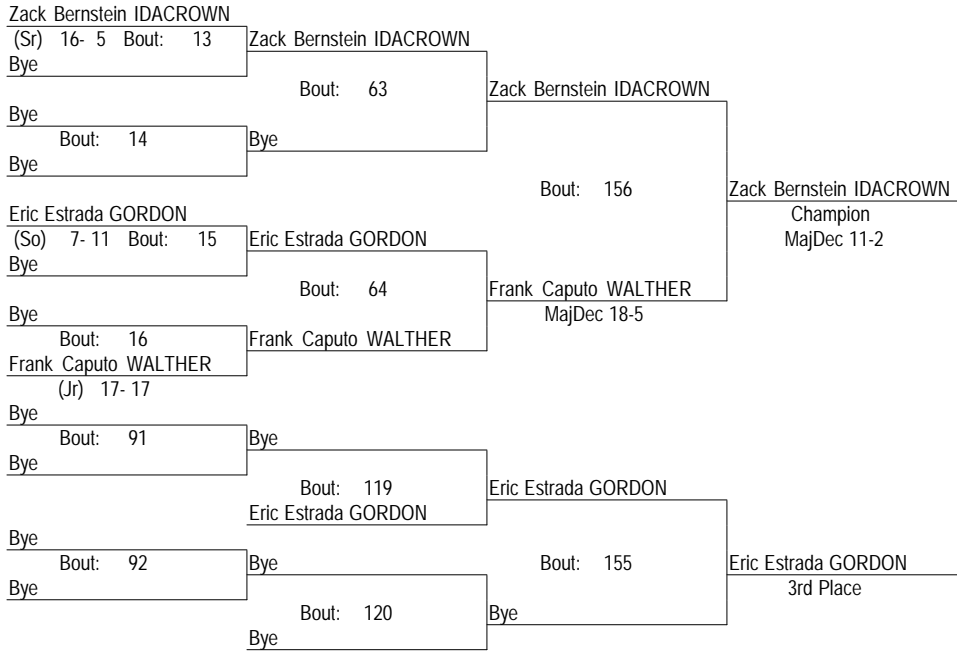 Zack Bernstein IDACROWN
(Sr) 16- 5 Bout: 13 Zack Bernstein IDACROWN
Bye
Bout: 63 Zack Bernstein IDACROWN
Bye
Bout: 14 Bye
Bye
Bout: 156 Zack Bernstein IDACROWN
Champion
MajDec 11-2
Eric Estrada GORDON
(So) 7- 11 Bout: 15 Eric Estrada GORDON
Bye
Bout: 64 Frank Caputo WALTHER
MajDec 18-5
Bye
Bout: 16 Frank Caputo WALTHER
Frank Caputo WALTHER
(Jr) 17- 17
Bye
Bout: 91 Bye
Bye
Bout: 119 Eric Estrada GORDON
Eric Estrada GORDON
Bye
Bout: 92 Bye Bout: 155 Eric Estrada GORDON
Bye 3rd Place
Bout: 120 Bye
Bye